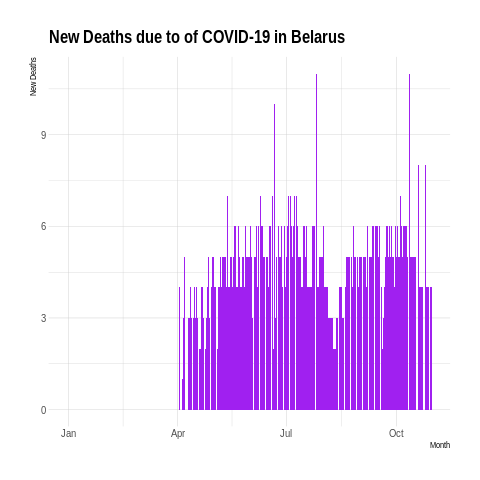 New Deaths due to of COVID-19 in Belarus
New Deaths
9
6
3
0
Jan Apr Jul Oct
Month